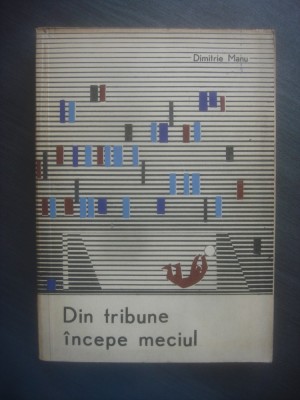 Dimitrie Manu
Din tribune
începe meciul